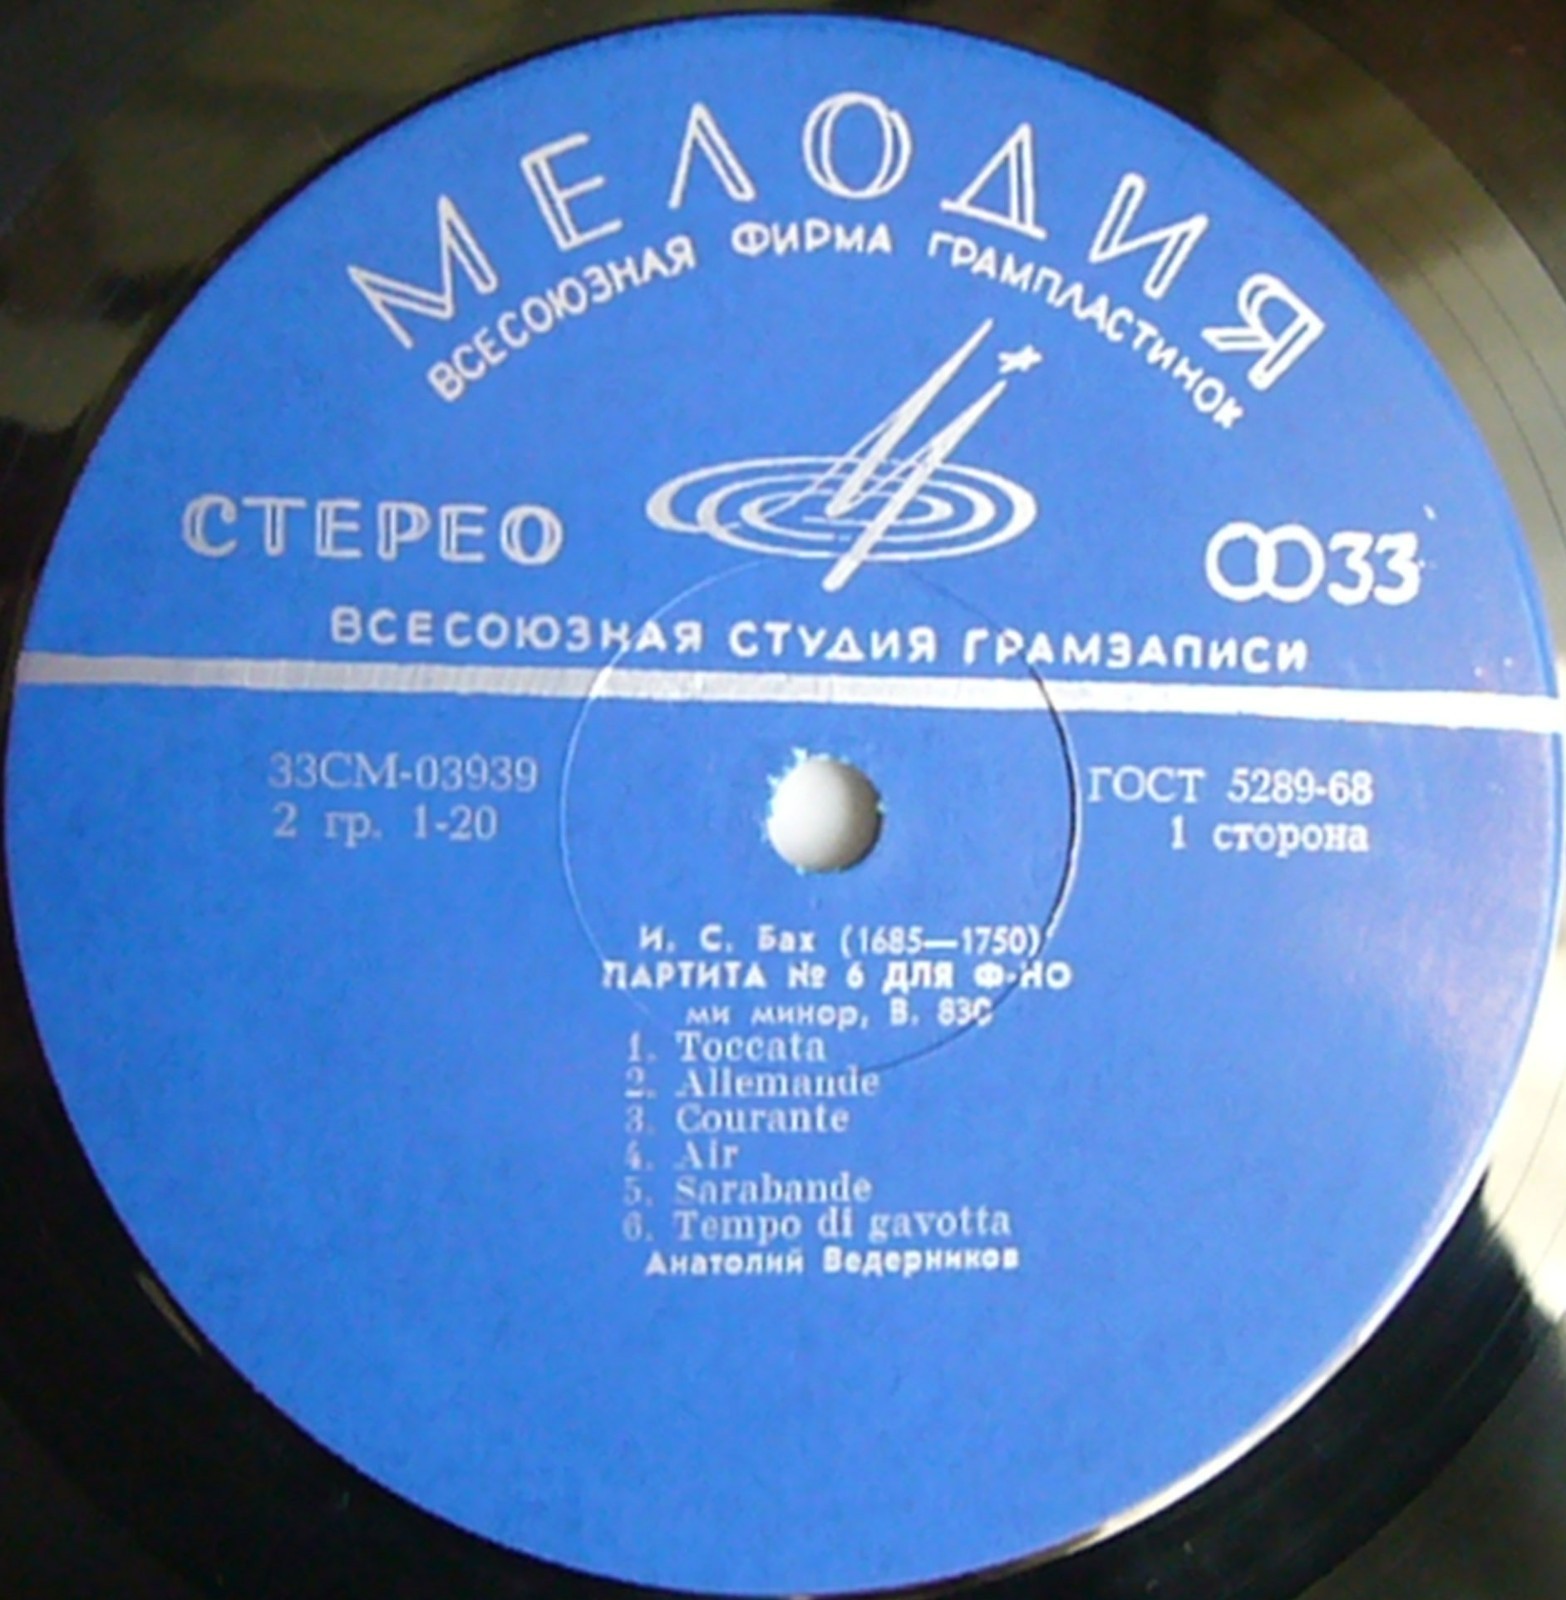 МЕЛОДИЯ
ВСЕСОЮЗНАЯ ФИРМА ГРАМПЛАСТИНОК
СТЕРЕО
33
ВСЕСОЮЗНАЯ СТУДИЯ ГРАМЗАПИСИ
33СМ-03939
2 гр. 1-20
ГОСТ 5289-68
1 сторона
И. С. Бах (1685—1750)
ПАРТИТА № 6 ДЛЯ Ф-НО
ми минор, В. 830
1. Toccata
2. Allemande
3. Courante
4. Air
5. Sarabande
6. Tempo di gavotta
Анатолий Ведерников